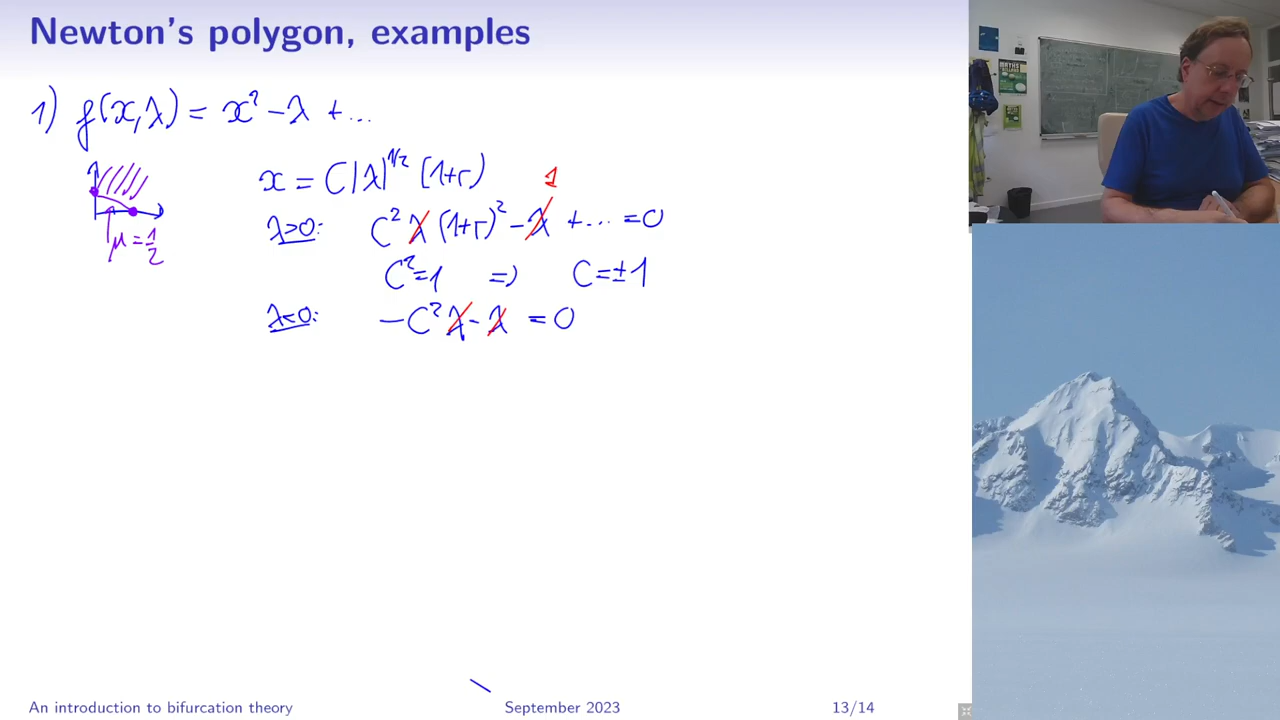 Newton's polygon, examples
1) f(x,λ) = x² - λ + ...
x = C|λ|^{1/2} (1+r)
1
λ>0: C² λ (1+r)² - λ + ... = 0
μ = 1/2
C² = 1 ⇒ C = ±1
λ<0: -C² λ - λ = 0
An introduction to bifurcation theory September 2023 13/14